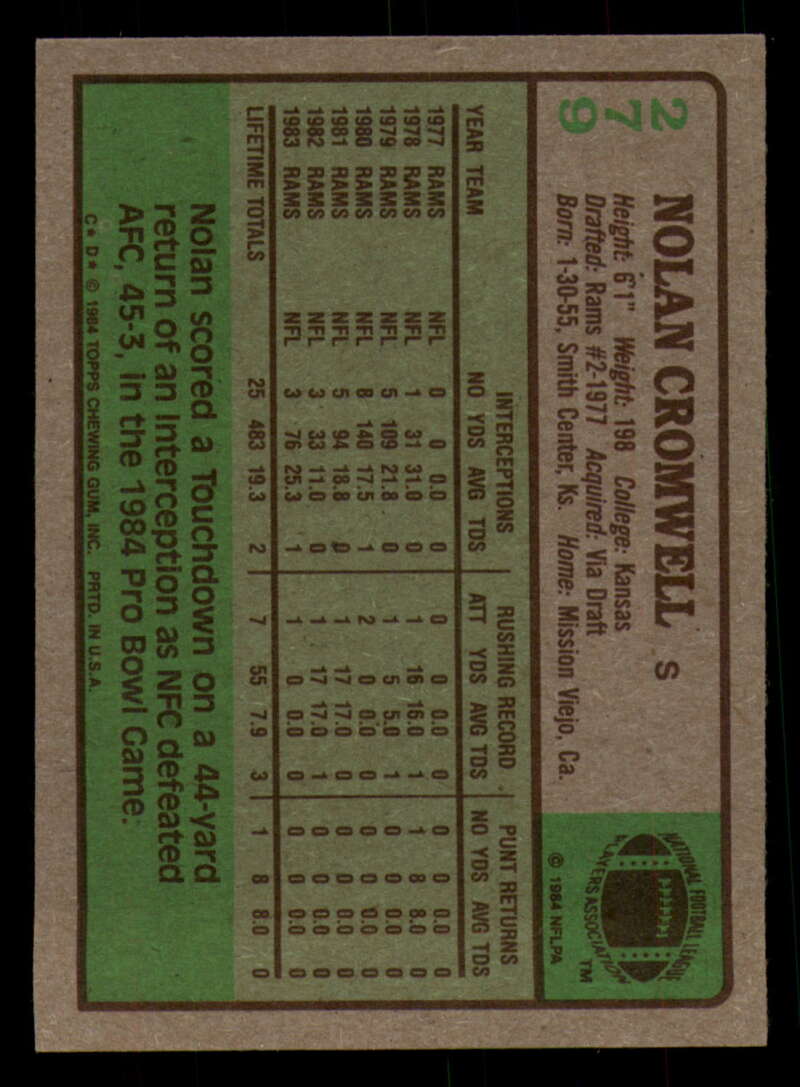 279
NOLAN CROMWELL S
Height: 6'1" Weight: 198 College: Kansas
Drafted: Rams #2-1977 Acquired: Via Draft
Born: 1-30-55, Smith Center, Ks. Home: Mission Viejo, Ca.
NATIONAL FOOTBALL LEAGUE
PLAYERS ASSOCIATION
TM
© 1984 NFLPA
INTERCEPTIONS RUSHING RECORD PUNT RETURNS
YEAR TEAM NO YDS AVG TDS ATT YDS AVG TDS NO YDS AVG TDS
1977 RAMS NFL 0 0 0.0 0 0 0 0.0 0 0 0 0.0 0
1978 RAMS NFL 1 31 31.0 0 1 16 16.0 1 1 8 8.0 0
1979 RAMS NFL 5 109 21.8 0 1 5 5.0 1 0 0 0.0 0
1980 RAMS NFL 8 140 17.5 1 2 0 0.0 0 0 0 0.0 0
1981 RAMS NFL 5 94 18.8 0 1 17 17.0 0 0 0 0.0 0
1982 RAMS NFL 3 33 11.0 0 1 17 17.0 1 0 0 0.0 0
1983 RAMS NFL 3 76 25.3 1 1 0 0.0 0 0 0 0.0 0
LIFETIME TOTALS 25 483 19.3 2 7 55 7.9 3 1 8 8.0 0
Nolan scored a Touchdown on a 44-yard
return of an Interception as NFC defeated
AFC, 45-3, in the 1984 Pro Bowl Game.
C* D* © 1984 TOPPS CHEWING GUM, INC. PRTD. IN U.S.A.